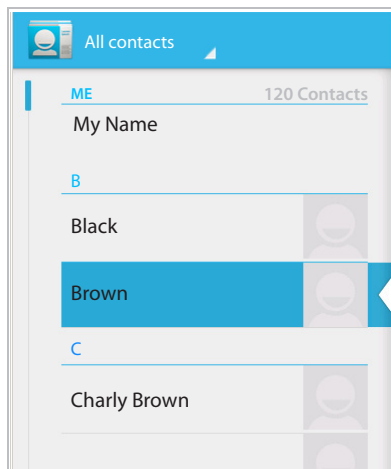 All contacts
ME 120 Contacts
My Name
B
Black
Brown
C
Charly Brown